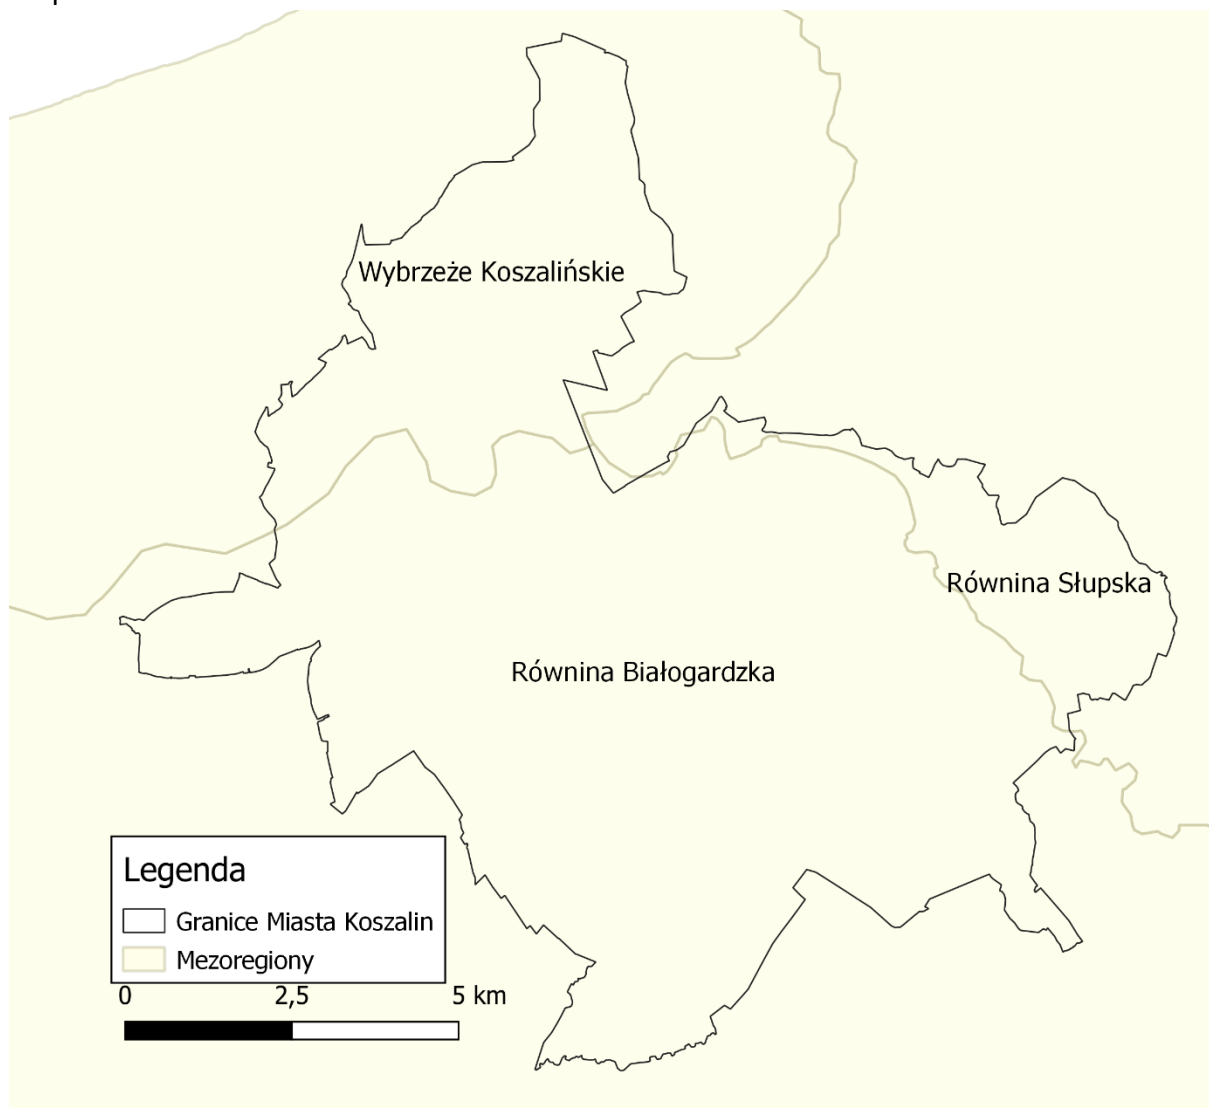 Wybrzeże Koszalińskie
Równina Słupska
Równina Białogardzka
Legenda
Granice Miasta Koszalin
Mezoregiony
0 2,5 5 km